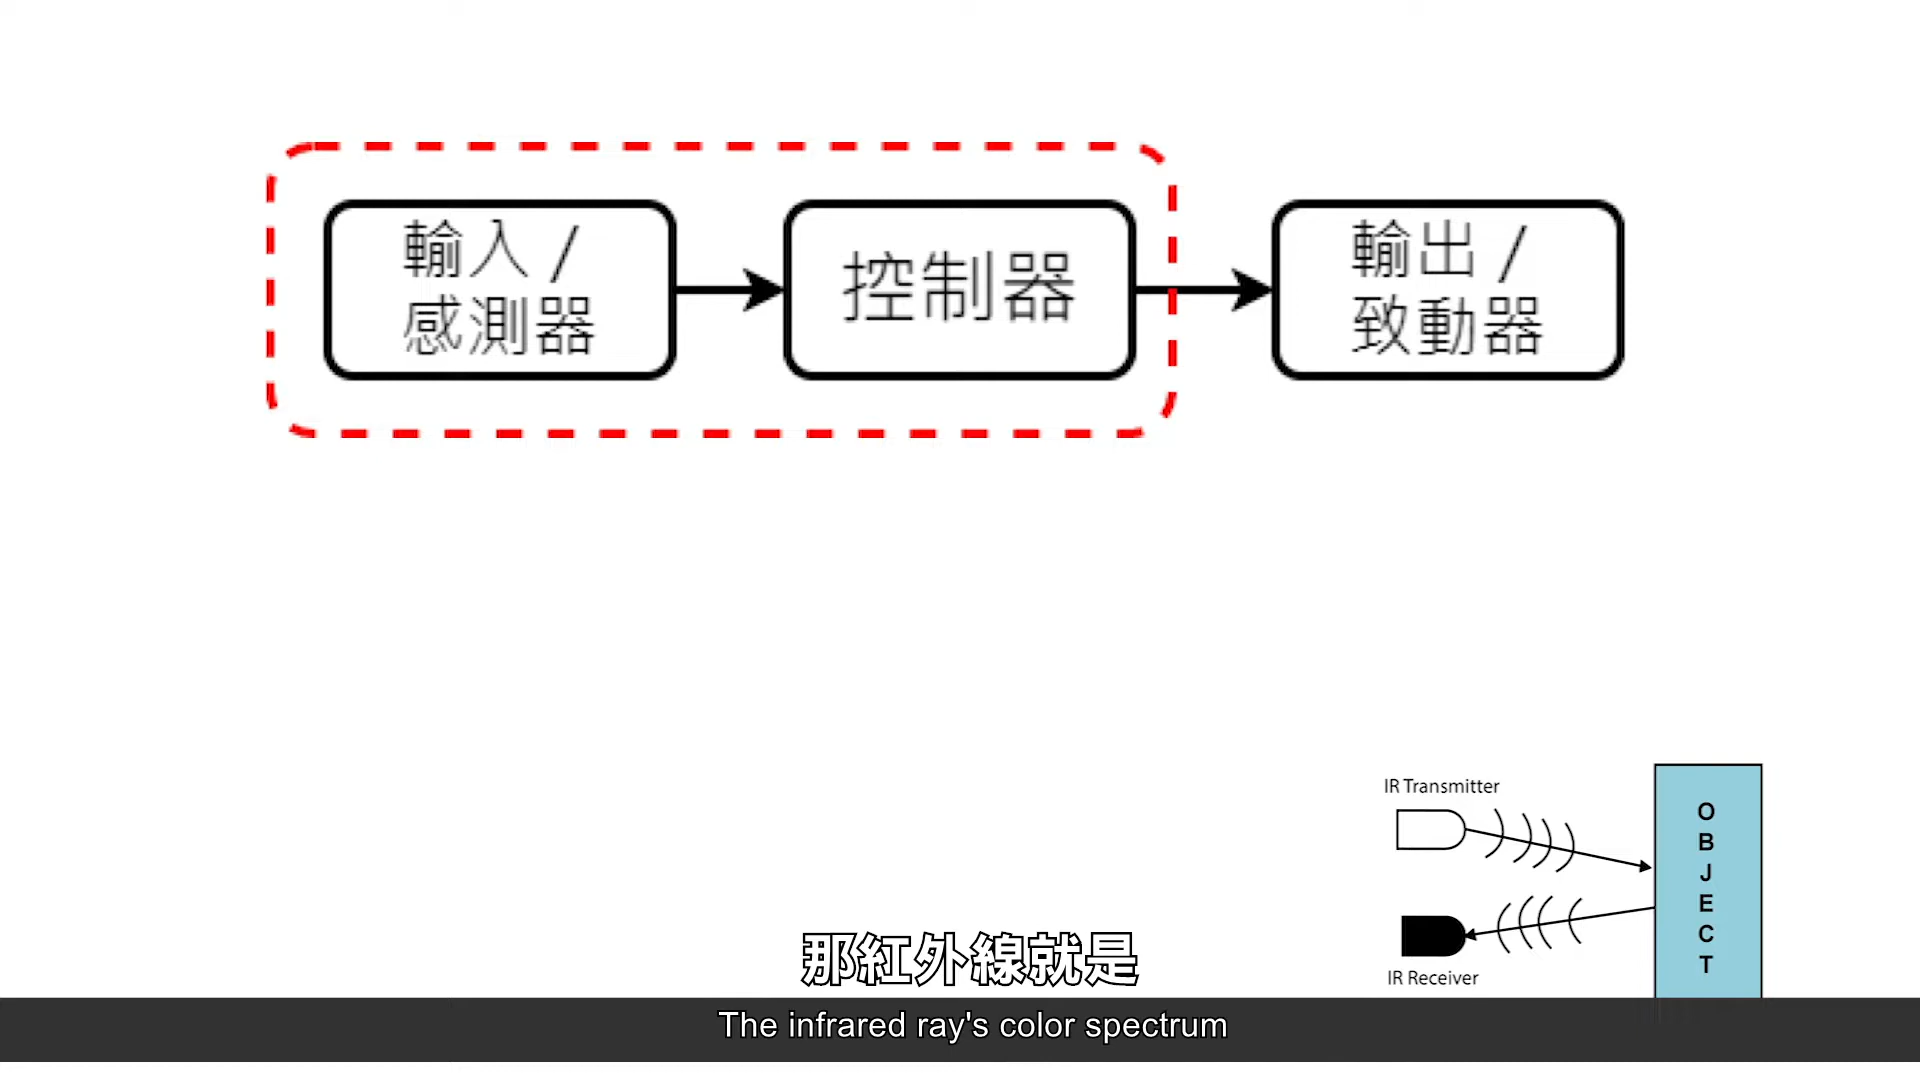 輸入 /
感測器
控制器
輸出 /
致動器
IR Transmitter
OBJECT
IR Receiver
那紅外線就是
The infrared ray's color spectrum